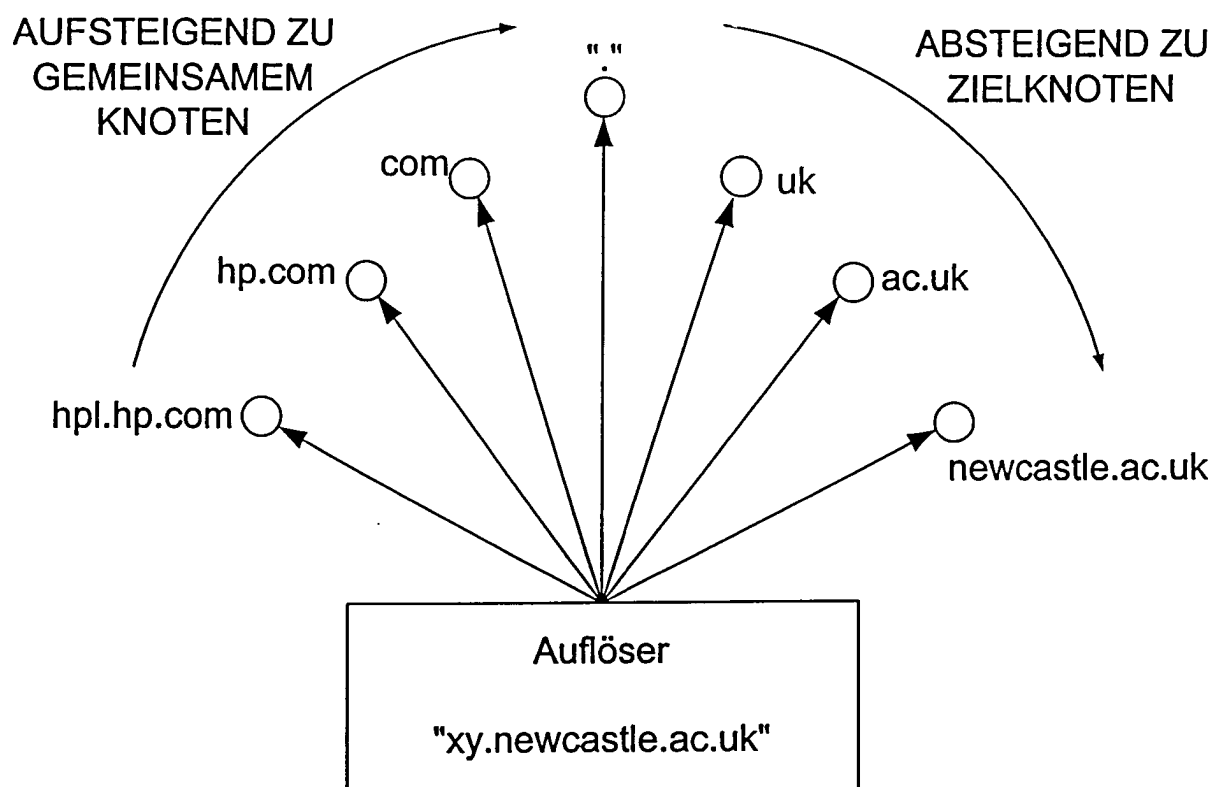 AUFSTEIGEND ZU
GEMEINSAMEM
KNOTEN
"."
ABSTEIGEND ZU
ZIELKNOTEN
com
uk
hp.com
ac.uk
hpl.hp.com
newcastle.ac.uk
Auflöser
"xy.newcastle.ac.uk"